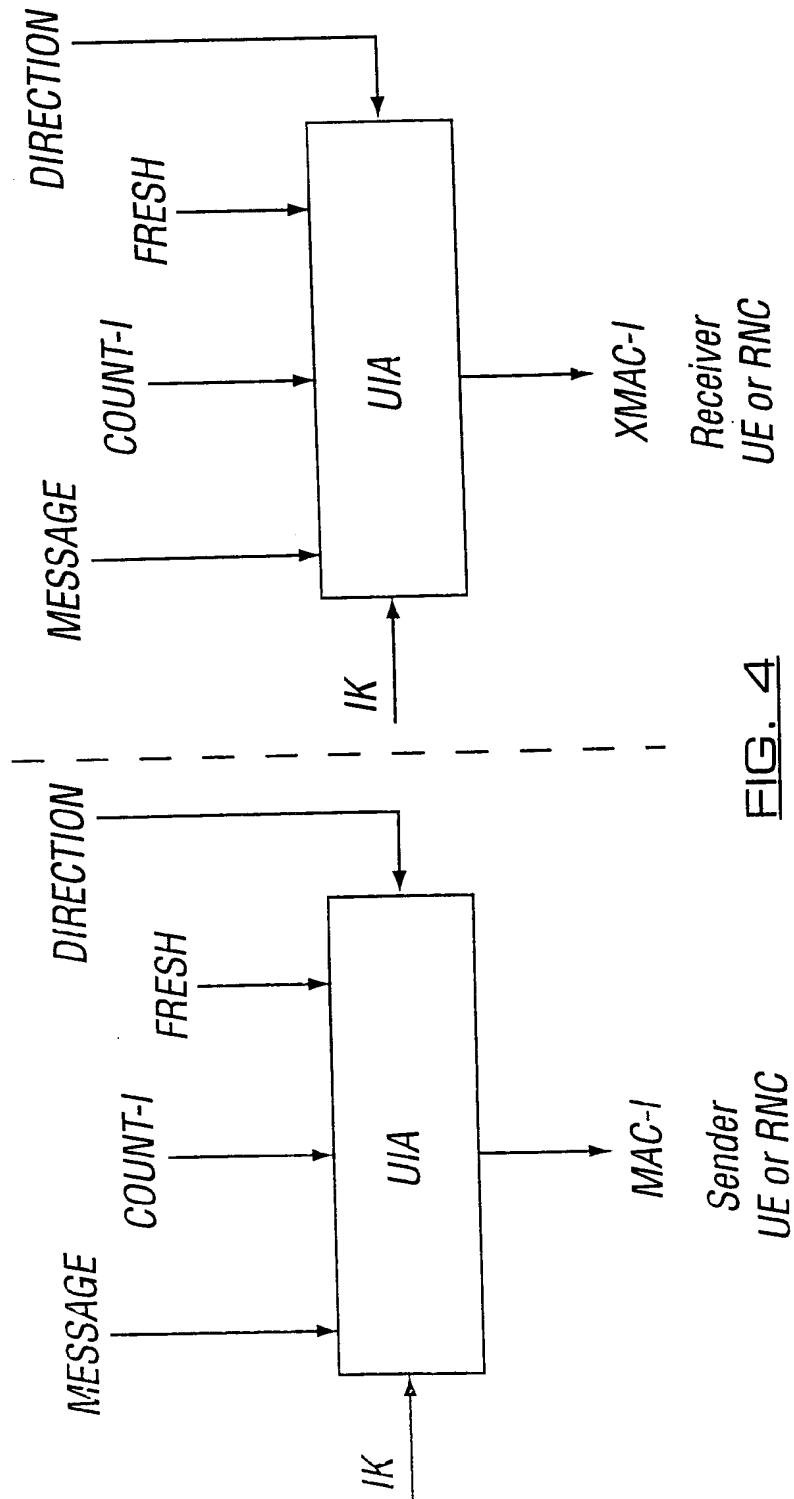 MESSAGE
COUNT-I
FRESH
DIRECTION
IK
UIA
MAC-I
Sender
UE or RNC
MESSAGE
COUNT-I
FRESH
DIRECTION
IK
UIA
XMAC-I
Receiver
UE or RNC
FIG. 4